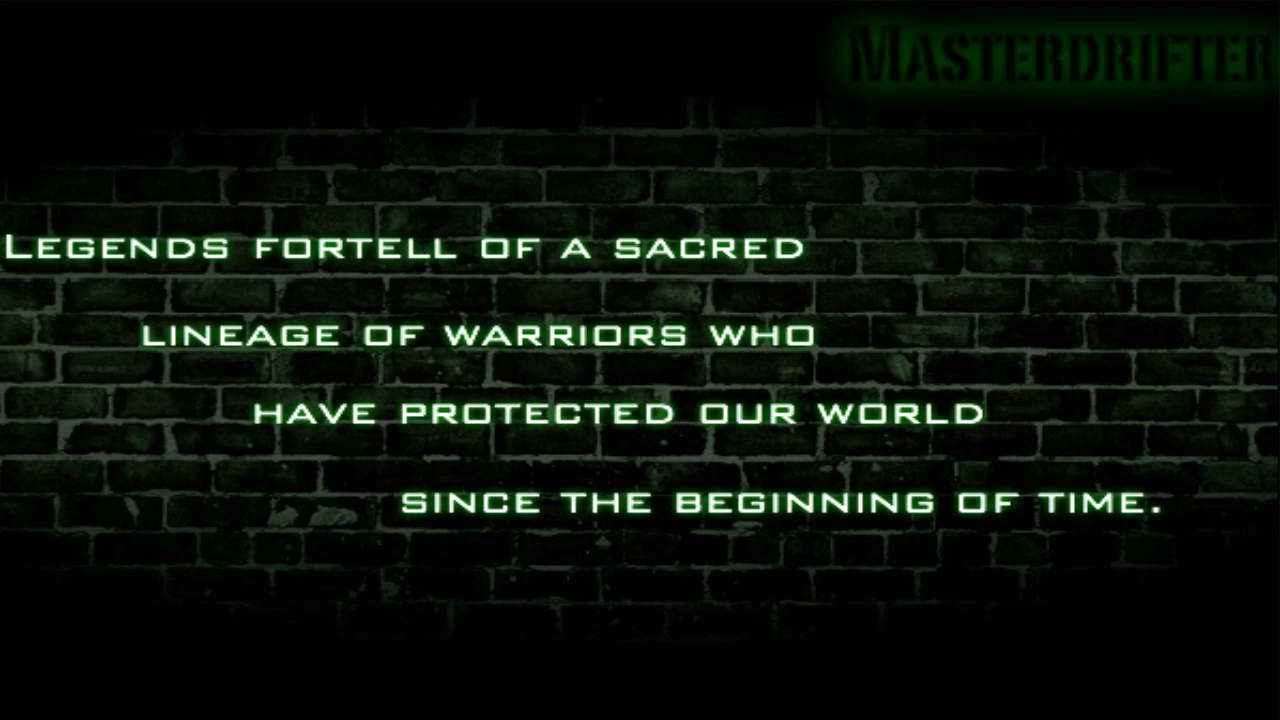 Masterdrifter
Legends fortell of a sacred
lineage of warriors who
have protected our world
since the beginning of time.